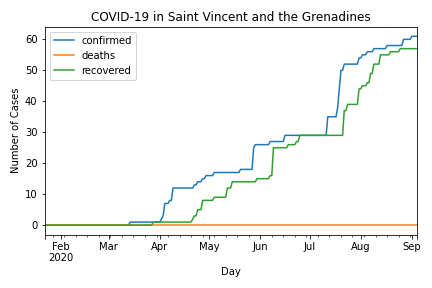 COVID-19 in Saint Vincent and the Grenadines
confirmed
deaths
recovered
Number of Cases
60
50
40
30
20
10
0
Feb Mar Apr May Jun Jul Aug Sep
2020
Day